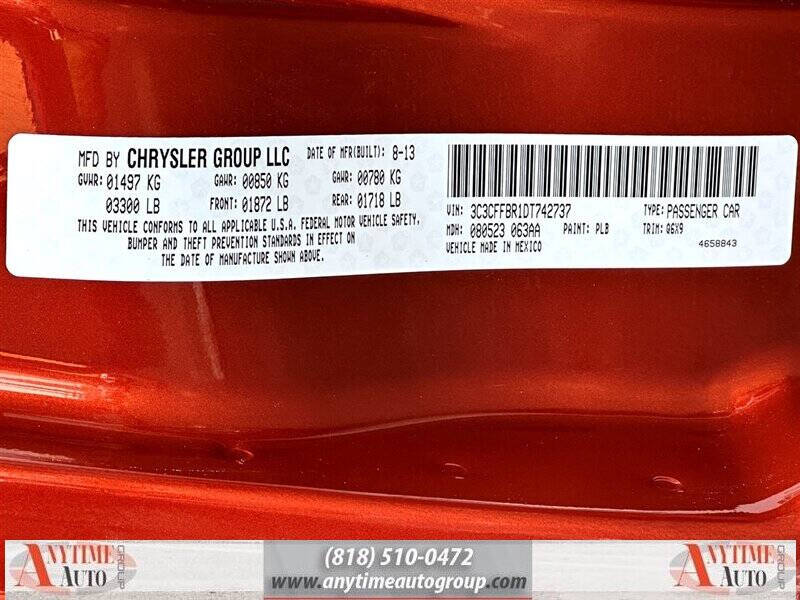 MFD BY CHRYSLER GROUP LLC DATE OF MFR(BUILT): 8-13
GVWR: 01497 KG GAWR: 00850 KG GAWR: 00780 KG
03300 LB FRONT: 01872 LB REAR: 01718 LB
THIS VEHICLE CONFORMS TO ALL APPLICABLE U.S.A. FEDERAL MOTOR VEHICLE SAFETY,
BUMPER AND THEFT PREVENTION STANDARDS IN EFFECT ON
THE DATE OF MANUFACTURE SHOWN ABOVE.
VIN: 3C3CFFBR1DT742737 TYPE: PASSENGER CAR
MDH: 080523 063AA PAINT: PLB TRIM: Q6X9
VEHICLE MADE IN MEXICO 4658843
ANYTIME AUTO GROUP
(818) 510-0472
www.anytimeautogroup.com
ANYTIME AUTO GROUP